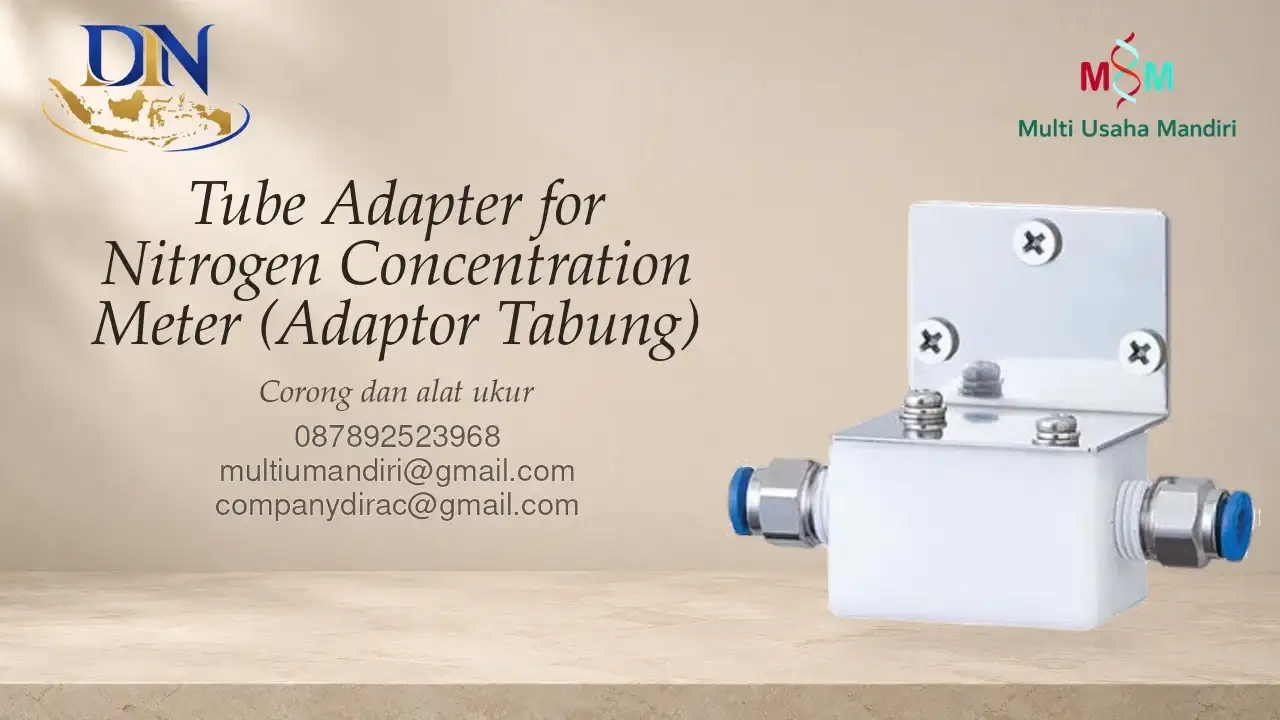 DIN
M M
Multi Usaha Mandiri
Tube Adapter for
Nitrogen Concentration
Meter (Adaptor Tabung)
Corong dan alat ukur
087892523968
multiumandiri@gmail.com
companydirac@gmail.com